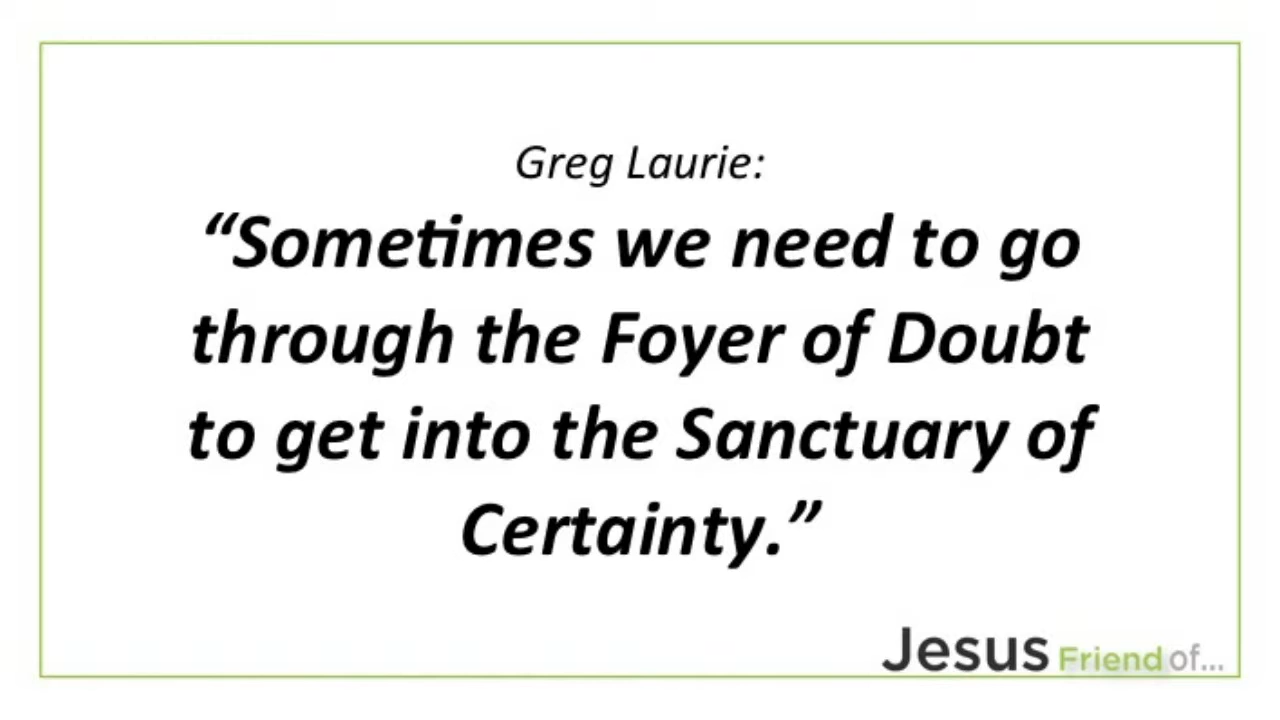 Greg Laurie:
“Sometimes we need to go
through the Foyer of Doubt
to get into the Sanctuary of
Certainty.”
Jesus Friend of...